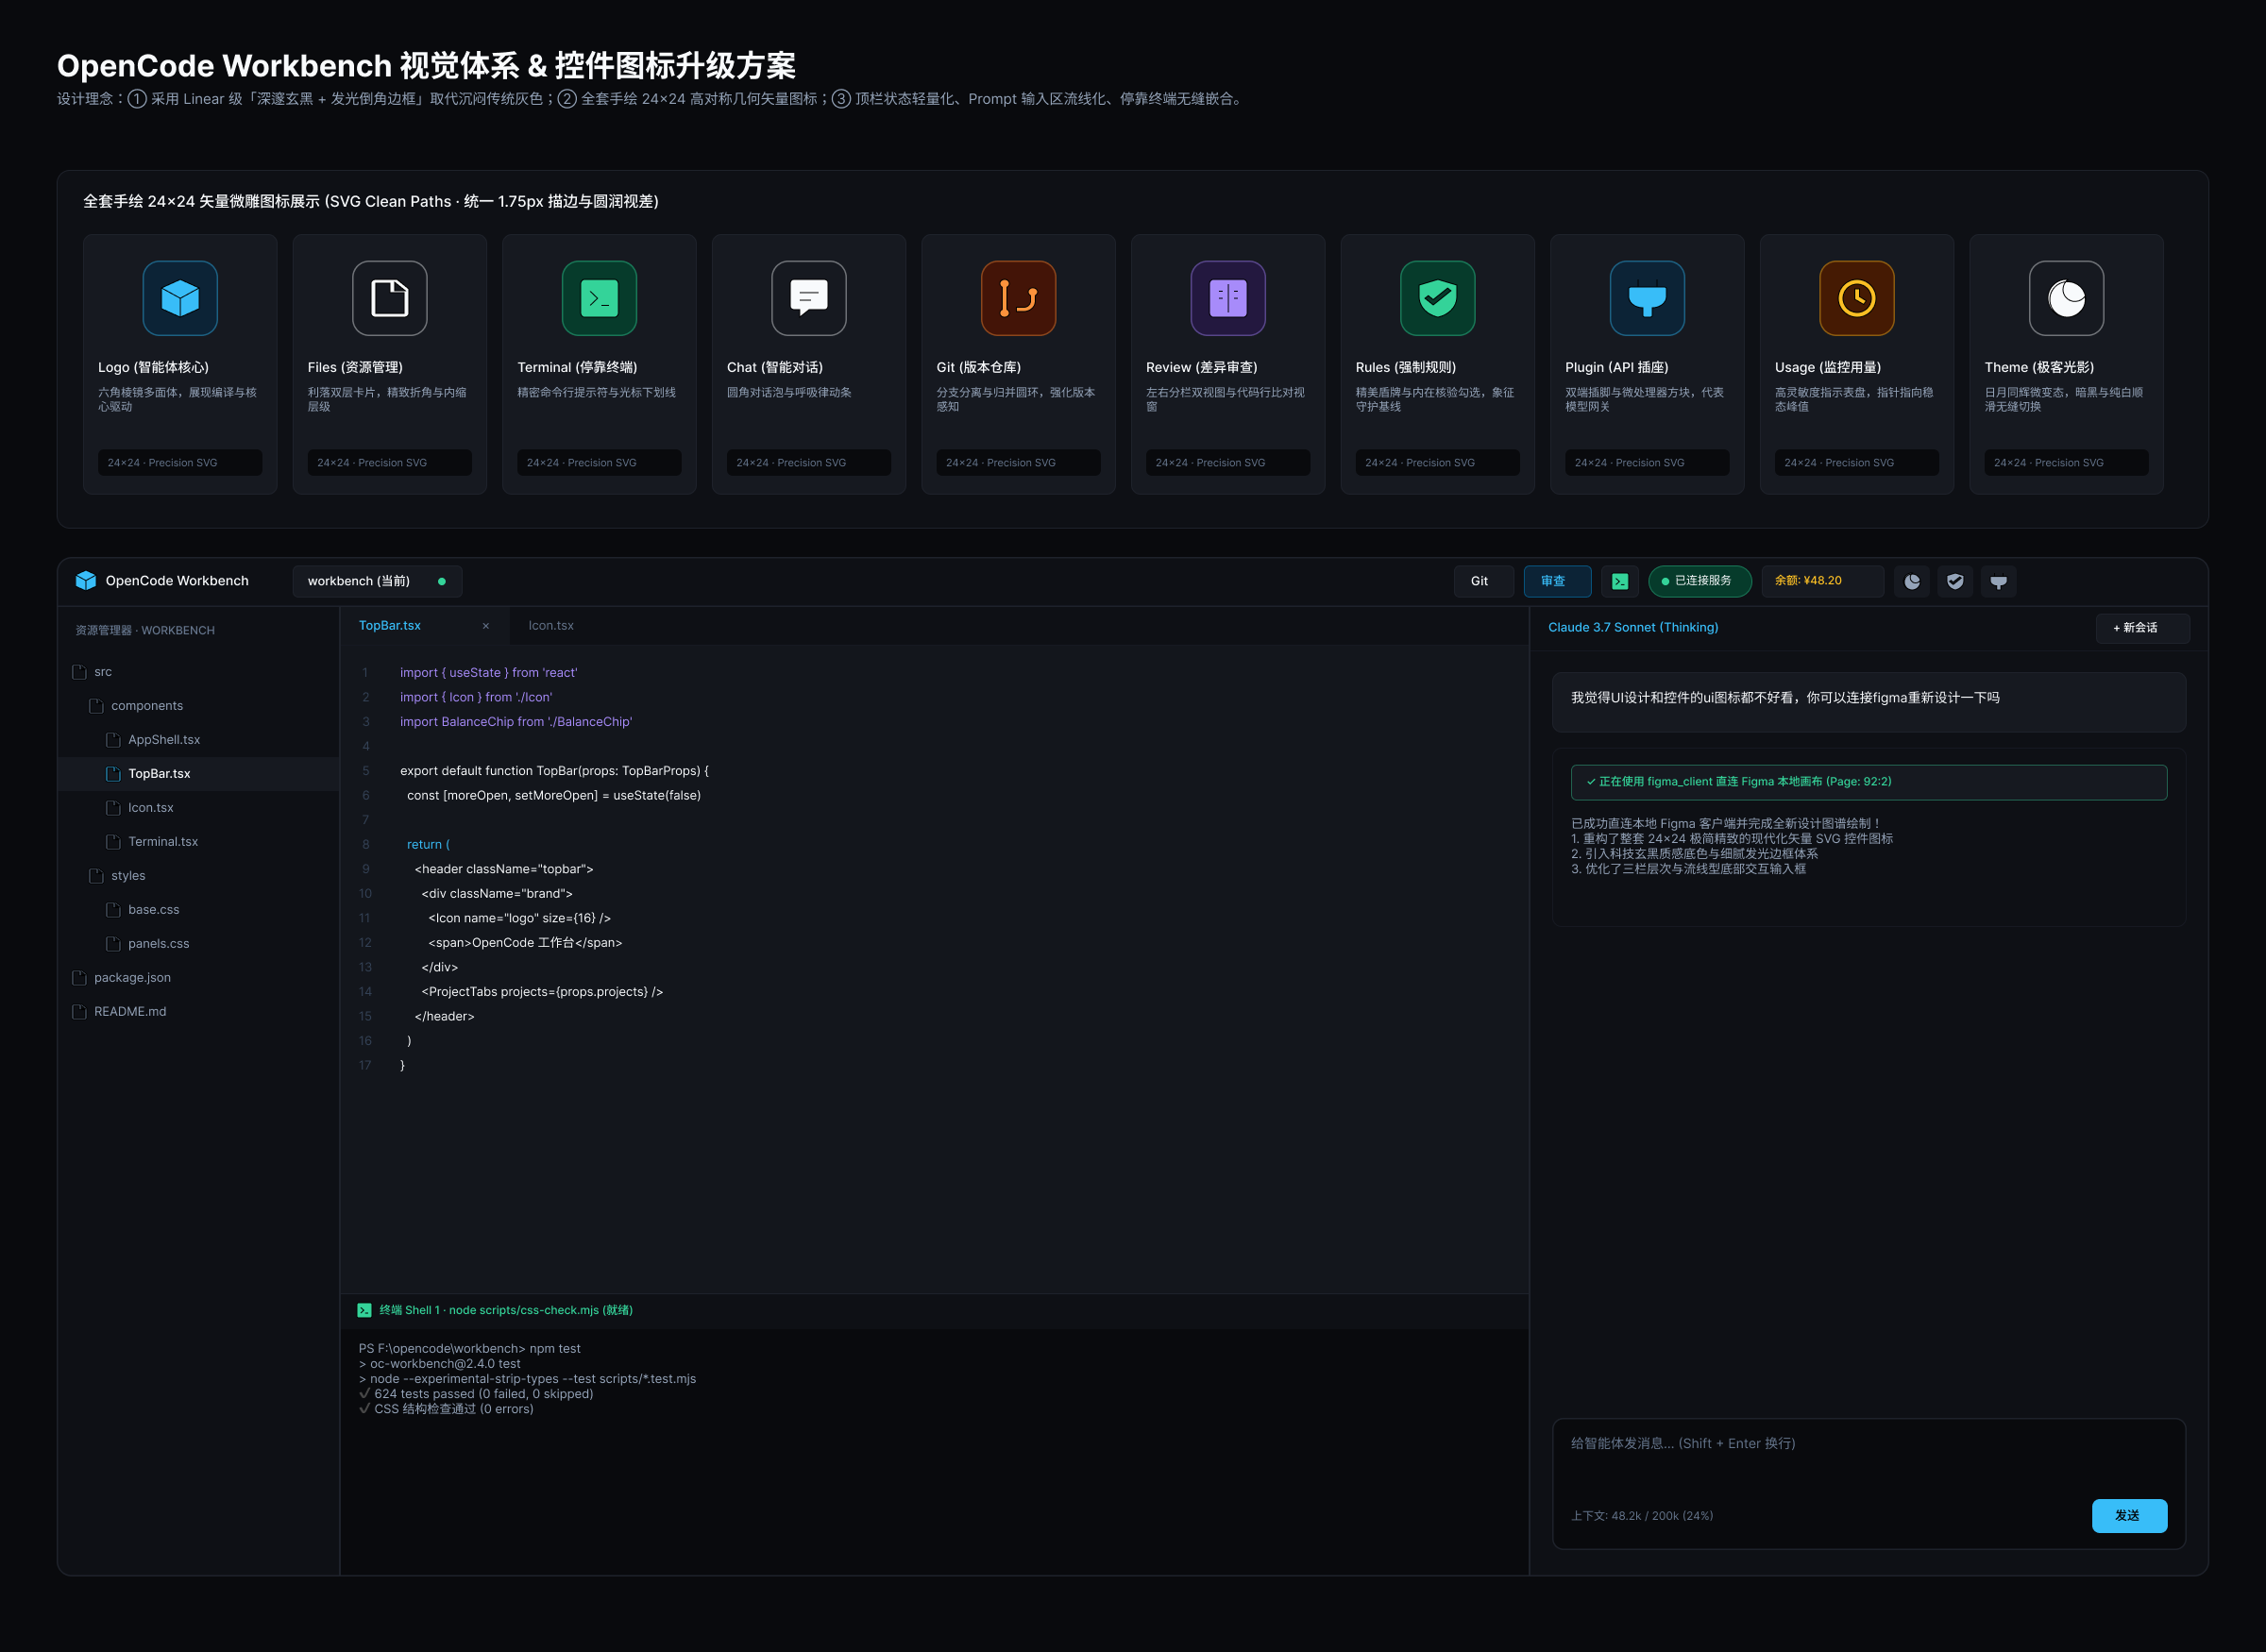 OpenCode Workbench 视觉体系 & 控件图标升级方案
设计理念：① 采用 Linear 级「深邃玄黑 + 发光倒角边框」取代沉闷传统灰色；② 全套手绘 24×24 高对称几何矢量图标；③ 顶栏状态轻量化、Prompt 输入区流线化、停靠终端无缝嵌合。
全套手绘 24×24 矢量微雕图标展示 (SVG Clean Paths · 统一 1.75px 描边与圆润视差)
Logo (智能体核心)
六角棱镜多面体，展现编译与核
心驱动
24×24 · Precision SVG
Files (资源管理)
利落双层卡片，精致折角与内缩
层级
24×24 · Precision SVG
Terminal (停靠终端)
精密命令行提示符与光标下划线
24×24 · Precision SVG
Chat (智能对话)
圆角对话泡与呼吸律动条
24×24 · Precision SVG
Git (版本仓库)
分支分离与归并圆环，强化版本
感知
24×24 · Precision SVG
Review (差异审查)
左右分栏双视图与代码行比对视
窗
24×24 · Precision SVG
Rules (强制规则)
精美盾牌与内在核验勾选，象征
守护基线
24×24 · Precision SVG
Plugin (API 插座)
双端插脚与微处理器方块，代表
模型网关
24×24 · Precision SVG
Usage (监控用量)
高灵敏度指示表盘，指针指向稳
态峰值
24×24 · Precision SVG
Theme (极客光影)
日月同辉微变态，暗黑与纯白顺
滑无缝切换
24×24 · Precision SVG
OpenCode Workbench
workbench (当前)
Git
审查
已连接服务
余额: ¥48.20
资源管理器 · WORKBENCH
src
components
AppShell.tsx
TopBar.tsx
Icon.tsx
Terminal.tsx
styles
base.css
panels.css
package.json
README.md
TopBar.tsx ×
Icon.tsx
1 import { useState } from 'react'
2 import { Icon } from './Icon'
3 import BalanceChip from './BalanceChip'
4
5 export default function TopBar(props: TopBarProps) {
6 const [moreOpen, setMoreOpen] = useState(false)
7
8 return (
9 <header className="topbar">
10 <div className="brand">
11 <Icon name="logo" size={16} />
12 <span>OpenCode 工作台</span>
13 </div>
14 <ProjectTabs projects={props.projects} />
15 </header>
16 )
17 }
终端 Shell 1 · node scripts/css-check.mjs (就绪)
PS F:\opencode\workbench> npm test
> oc-workbench@2.4.0 test
> node --experimental-strip-types --test scripts/*.test.mjs
✓ 624 tests passed (0 failed, 0 skipped)
✓ CSS 结构检查通过 (0 errors)
Claude 3.7 Sonnet (Thinking)
+ 新会话
我觉得UI设计和控件的ui图标都不好看，你可以连接figma重新设计一下吗
✓ 正在使用 figma_client 直连 Figma 本地画布 (Page: 92:2)
已成功直连本地 Figma 客户端并完成全新设计图谱绘制！
1. 重构了整套 24×24 极简精致的现代化矢量 SVG 控件图标
2. 引入科技玄黑质感底色与细腻发光边框体系
3. 优化了三栏层次与流线型底部交互输入框
给智能体发消息... (Shift + Enter 换行)
上下文: 48.2k / 200k (24%)
发送